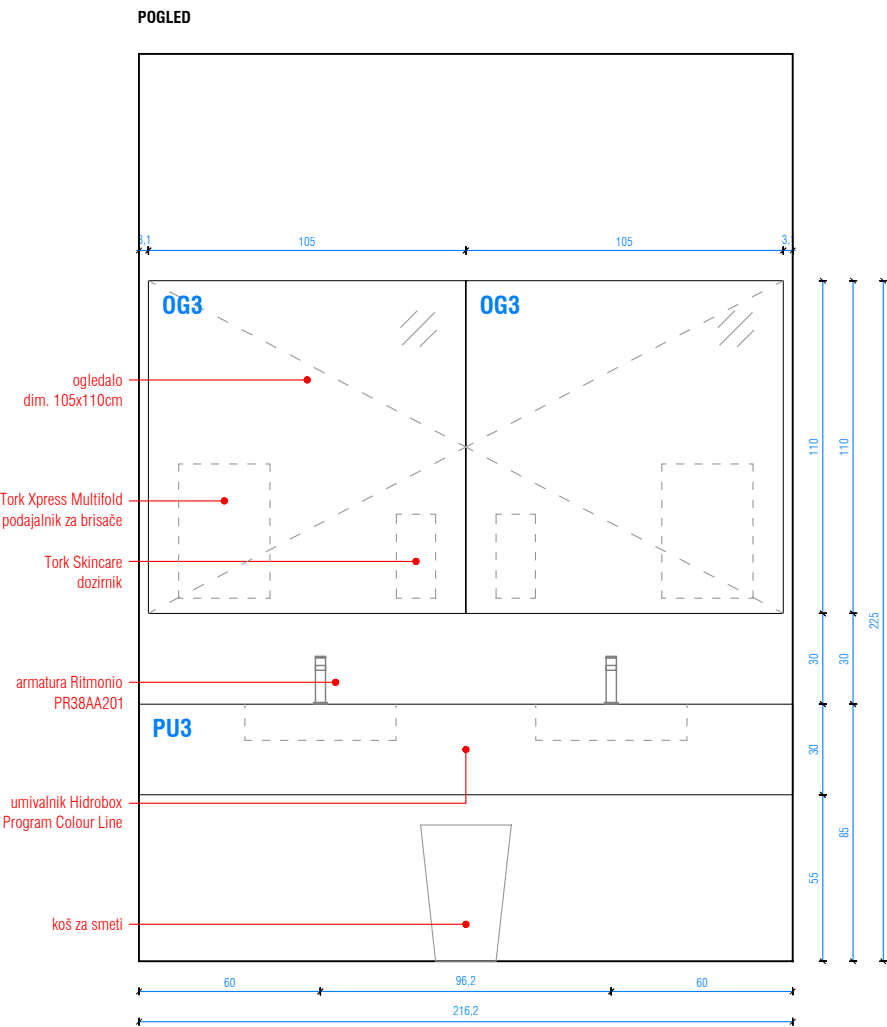 POGLED
3,1
105
105
3,1
OG3
OG3
ogledalo
dim. 105x110cm
110
110
Tork Xpress Multifold
podajalnik za brisače
Tork Skincare
dozirnik
225
30
30
armatura Ritmonio
PR38AA201
PU3
30
umivalnik Hidrobox
Program Colour Line
85
55
koš za smeti
60
96,2
60
216,2